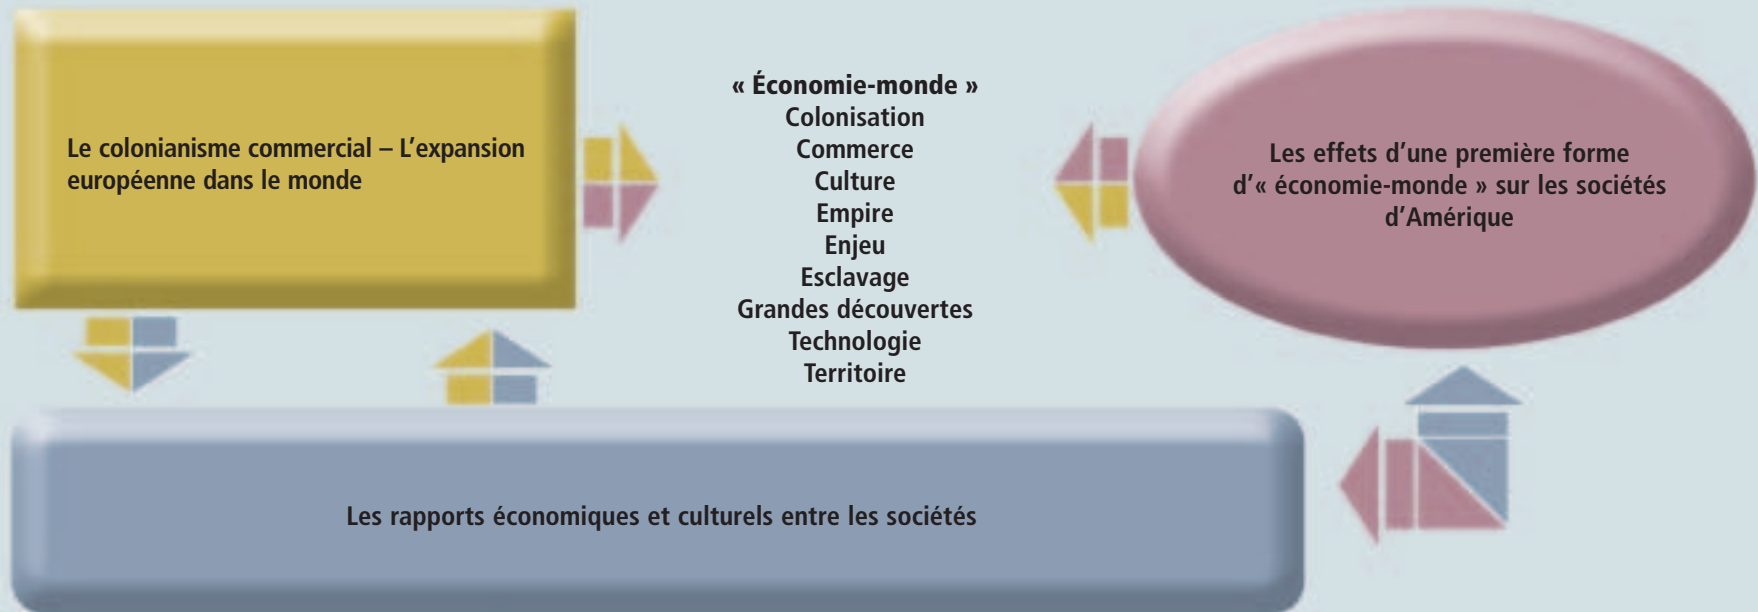 Le colonianisme commercial – L’expansion
européenne dans le monde
« Économie-monde »
Colonisation
Commerce
Culture
Empire
Enjeu
Esclavage
Grandes découvertes
Technologie
Territoire
Les effets d’une première forme
d’« économie-monde » sur les sociétés
d’Amérique
Les rapports économiques et culturels entre les sociétés